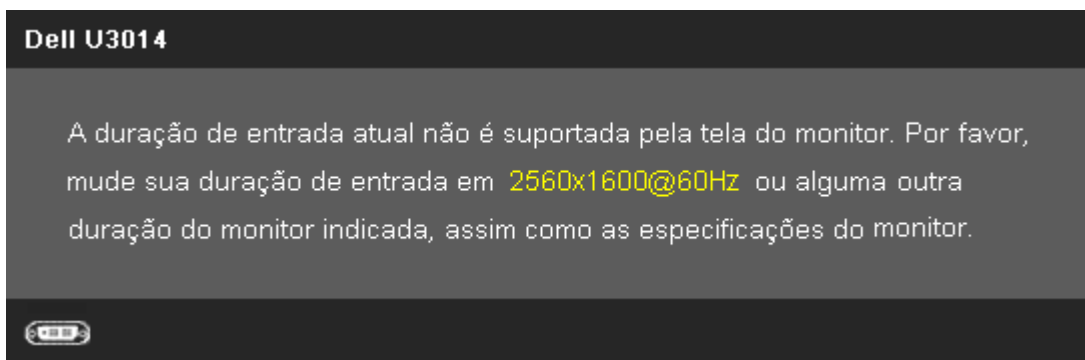 Dell U3014
A duração de entrada atual não é suportada pela tela do monitor. Por favor,
mude sua duração de entrada em 2560x1600@60Hz ou alguma outra
duração do monitor indicada, assim como as especificações do monitor.